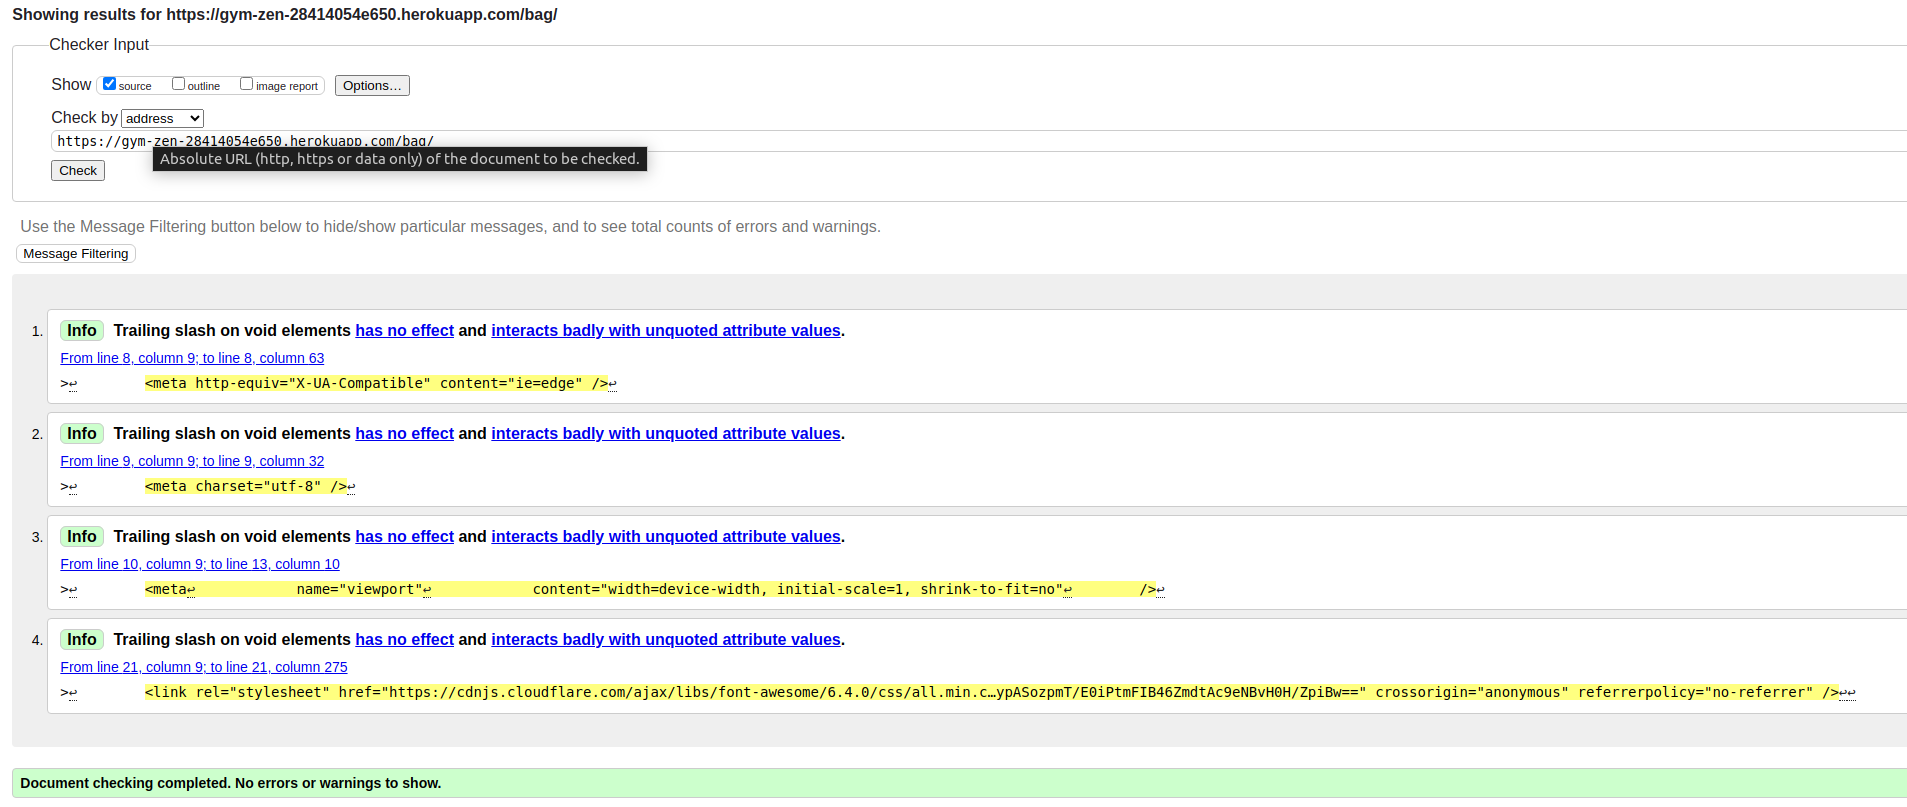 Showing results for https://gym-zen-28414054e650.herokuapp.com/bag/
Checker Input
Show source outline image report Options...
Check by address
https://gym-zen-28414054e650.herokuapp.com/bag/
Absolute URL (http, https or data only) of the document to be checked.
Check
Use the Message Filtering button below to hide/show particular messages, and to see total counts of errors and warnings.
Message Filtering
1. Info Trailing slash on void elements has no effect and interacts badly with unquoted attribute values.
From line 8, column 9; to line 8, column 63
>↩ <meta http-equiv="X-UA-Compatible" content="ie=edge" />↩
2. Info Trailing slash on void elements has no effect and interacts badly with unquoted attribute values.
From line 9, column 9; to line 9, column 32
>↩ <meta charset="utf-8" />↩
3. Info Trailing slash on void elements has no effect and interacts badly with unquoted attribute values.
From line 10, column 9; to line 13, column 10
>↩ <meta↩ name="viewport"↩ content="width=device-width, initial-scale=1, shrink-to-fit=no"↩ />↩
4. Info Trailing slash on void elements has no effect and interacts badly with unquoted attribute values.
From line 21, column 9; to line 21, column 275
>↩ <link rel="stylesheet" href="https://cdnjs.cloudflare.com/ajax/libs/font-awesome/6.4.0/css/all.min.c…ypASozpmT/E0iPtmFIB46ZmdtAc9eNBvH0H/ZpiBw==" crossorigin="anonymous" referrerpolicy="no-referrer" />↩↩
Document checking completed. No errors or warnings to show.